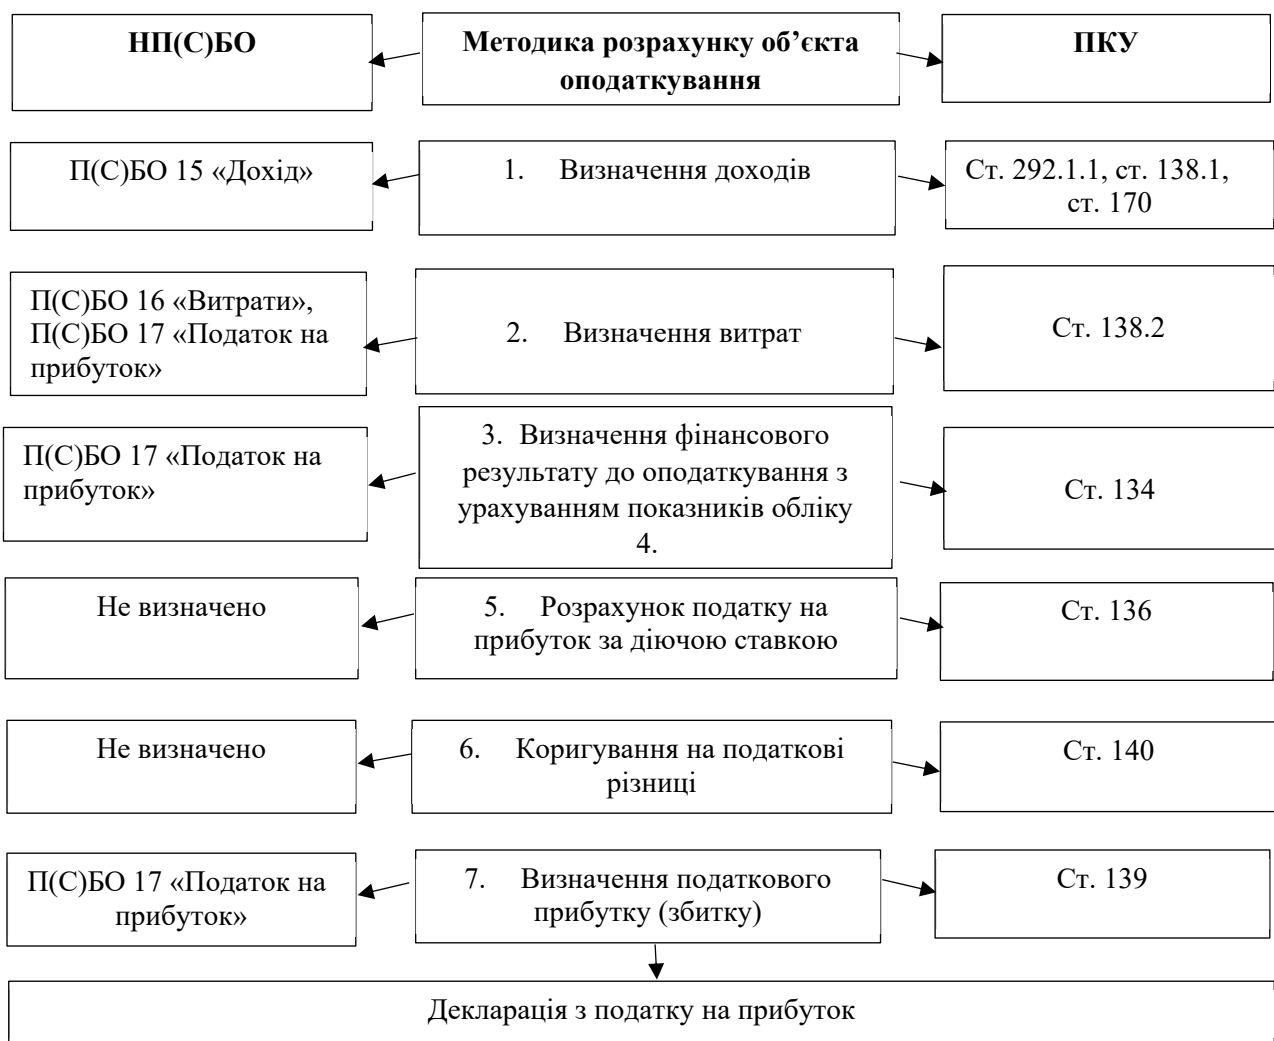 НП(С)БО
Методика розрахунку об’єкта
оподаткування
ПКУ
П(С)БО 15 «Дохід»
1. Визначення доходів
Ст. 292.1.1, ст. 138.1,
ст. 170
П(С)БО 16 «Витрати»,
П(С)БО 17 «Податок на
прибуток»
2. Визначення витрат
Ст. 138.2
П(С)БО 17 «Податок на
прибуток»
3. Визначення фінансового
результату до оподаткування з
урахуванням показників обліку
4.
Ст. 134
Не визначено
5. Розрахунок податку на
прибуток за діючою ставкою
Ст. 136
Не визначено
6. Коригування на податкові
різниці
Ст. 140
П(С)БО 17 «Податок на
прибуток»
7. Визначення податкового
прибутку (збитку)
Ст. 139
Декларація з податку на прибуток